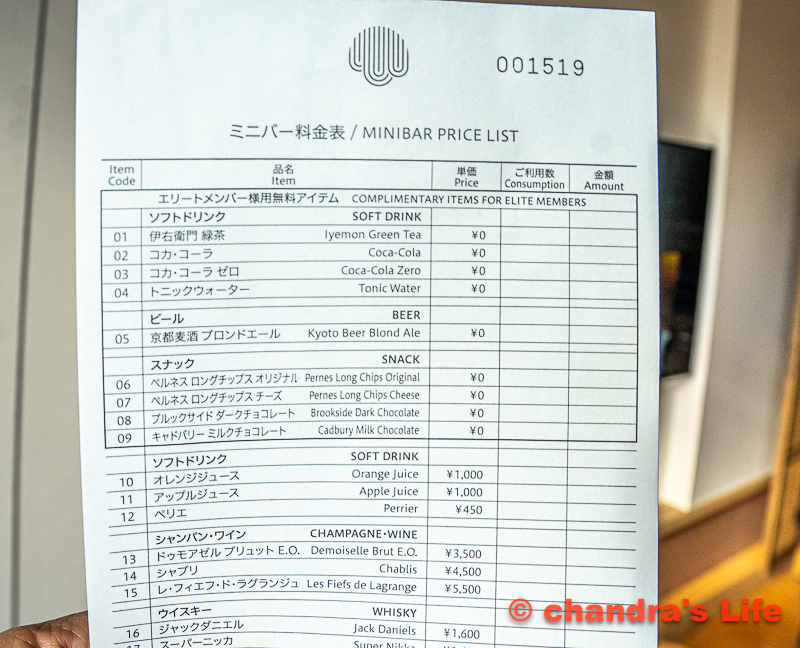 001519
ミニバー料金表 / MINIBAR PRICE LIST
Item Code 品名 Item 単価 Price ご利用数 Consumption 金額 Amount
エリートメンバー様用無料アイテム COMPLIMENTARY ITEMS FOR ELITE MEMBERS
ソフトドリンク SOFT DRINK
01 伊右衛門 緑茶 Iyemon Green Tea ¥0
02 コカ・コーラ Coca-Cola ¥0
03 コカ・コーラ ゼロ Coca-Cola Zero ¥0
04 トニックウォーター Tonic Water ¥0
ビール BEER
05 京都麦酒 ブロンドエール Kyoto Beer Blond Ale ¥0
スナック SNACK
06 ペルネス ロングチップス オリジナル Pernes Long Chips Original ¥0
07 ペルネス ロングチップス チーズ Pernes Long Chips Cheese ¥0
08 ブルックサイド ダークチョコレート Brookside Dark Chocolate ¥0
09 キャドバリー ミルクチョコレート Cadbury Milk Chocolate ¥0
ソフトドリンク SOFT DRINK
10 オレンジジュース Orange Juice ¥1,000
11 アップルジュース Apple Juice ¥1,000
12 ペリエ Perrier ¥450
シャンパン・ワイン CHAMPAGNE・WINE
13 ドゥモアゼル ブリュット E.O. Demoiselle Brut E.O. ¥3,500
14 シャブリ Chablis ¥4,500
15 レ・フィエフ・ド・ラグランジュ Les Fiefs de Lagrange ¥5,500
ウイスキー WHISKY
16 ジャックダニエル Jack Daniels ¥1,600
17 スーパーニッカ Super Nikka
© chandra's Life